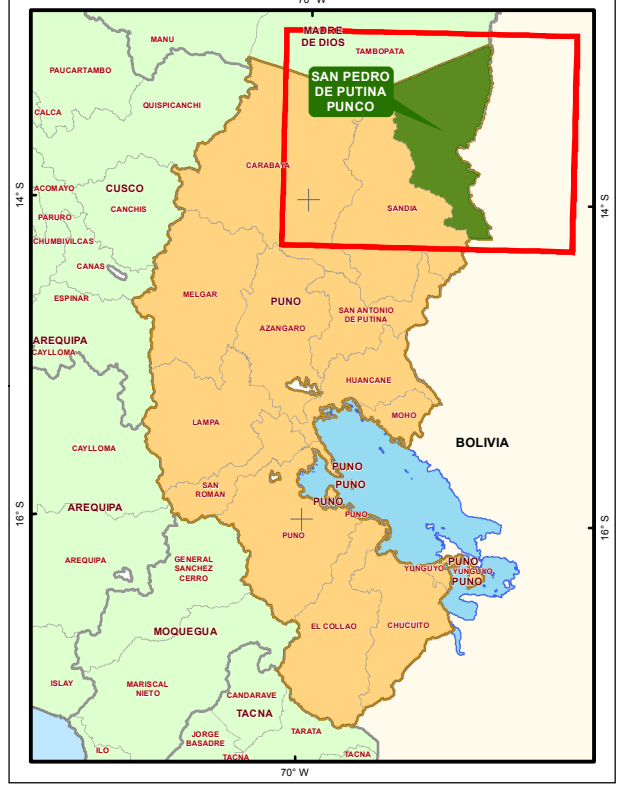 70° W
MADRE
DE DIOS
MANU
TAMBOPATA
PAUCARTAMBO
SAN PEDRO
DE PUTINA
PUNCO
CALCA
QUISPICANCHI
CARABAYA
ACOMAYO
CUSCO
14° S
14° S
CANCHIS
SANDIA
PARURO
CHUMBIVILCAS
CANAS
ESPINAR
MELGAR
PUNO
SAN ANTONIO
DE PUTINA
AZANGARO
AREQUIPA
CAYLLOMA
HUANCANE
MOHO
LAMPA
BOLIVIA
CAYLLOMA
PUNO
SAN
ROMAN
PUNO
PUNO
PUNO
AREQUIPA
16° S
16° S
PUNO
AREQUIPA
GENERAL
SANCHEZ
CERRO
YUNGUYO
PUNO
YUNGUYO
PUNO
MOQUEGUA
EL COLLAO
CHUCUITO
ISLAY
MARISCAL
NIETO
CANDARAVE
TACNA
JORGE
BASADRE
TARATA
ILO
TACNA
TACNA
70° W